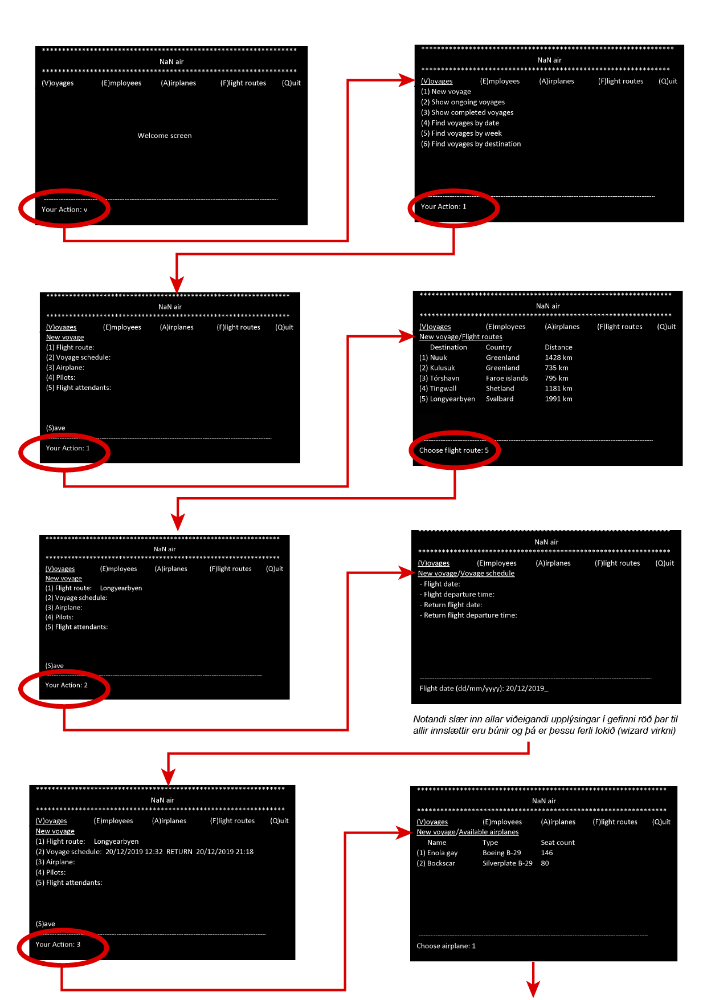 ************************************************************
NaN air
************************************************************
(V)oyages (E)mployees (A)irplanes (F)light routes (Q)uit
Welcome screen
Your Action: v
************************************************************
NaN air
************************************************************
(V)oyages (E)mployees (A)irplanes (F)light routes (Q)uit
(1) New voyage
(2) Show ongoing voyages
(3) Show completed voyages
(4) Find voyages by date
(5) Find voyages by week
(6) Find voyages by destination
Your Action: 1
************************************************************
NaN air
************************************************************
(V)oyages (E)mployees (A)irplanes (F)light routes (Q)uit
New voyage
(1) Flight route:
(2) Voyage schedule:
(3) Airplane:
(4) Pilots:
(5) Flight attendants:
(S)ave
Your Action: 1
************************************************************
NaN air
************************************************************
(V)oyages (E)mployees (A)irplanes (F)light routes (Q)uit
New voyage/Flight routes
Destination Country Distance
(1) Nuuk Greenland 1428 km
(2) Kulusuk Greenland 735 km
(3) Tórshavn Faroe islands 795 km
(4) Tingwall Shetland 1181 km
(5) Longyearbyen Svalbard 1991 km
Choose flight route: 5
************************************************************
NaN air
************************************************************
(V)oyages (E)mployees (A)irplanes (F)light routes (Q)uit
New voyage
(1) Flight route: Longyearbyen
(2) Voyage schedule:
(3) Airplane:
(4) Pilots:
(5) Flight attendants:
(S)ave
Your Action: 2
************************************************************
NaN air
************************************************************
(V)oyages (E)mployees (A)irplanes (F)light routes (Q)uit
New voyage/Voyage schedule
- Flight date:
- Flight departure time:
- Return flight date:
- Return flight departure time:
Flight date (dd/mm/yyyy): 20/12/2019_
Notandi slær inn allar viðeigandi upplýsingar í gefinni röð þar til
allir innslættir eru búnir og þá er þessu ferli lokið (wizard virkni)
************************************************************
NaN air
************************************************************
(V)oyages (E)mployees (A)irplanes (F)light routes (Q)uit
New voyage
(1) Flight route: Longyearbyen
(2) Voyage schedule: 20/12/2019 12:32 RETURN 20/12/2019 21:18
(3) Airplane:
(4) Pilots:
(5) Flight attendants:
(S)ave
Your Action: 3
************************************************************
NaN air
************************************************************
(V)oyages (E)mployees (A)irplanes (F)light routes (Q)uit
New voyage/Available airplanes
Name Type Seat count
(1) Enola gay Boeing B-29 146
(2) Bockscar Silverplate B-29 80
Choose airplane: 1